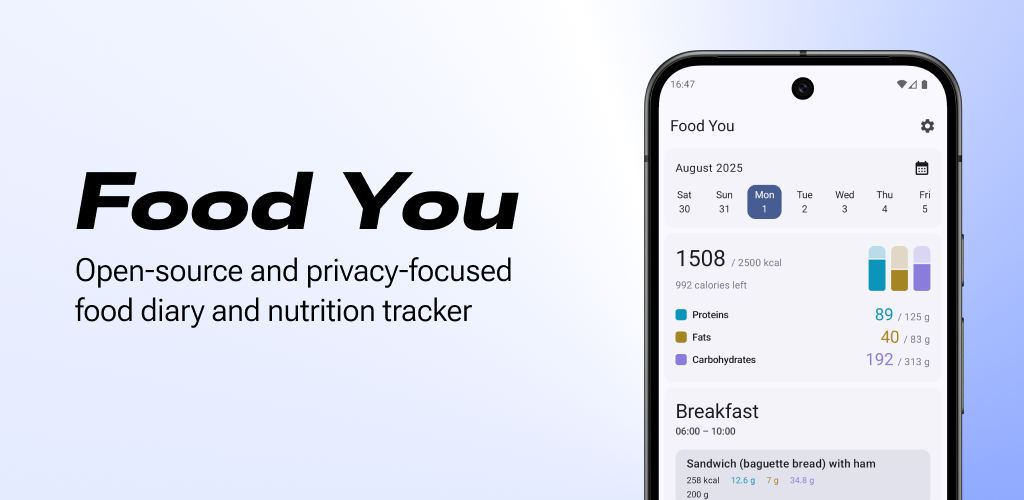 Food You
Open-source and privacy-focused
food diary and nutrition tracker
16:47
Food You
August 2025
Sat Sun Mon Tue Wed Thu Fri
30 31 1 2 3 4 5
1508 / 2500 kcal
992 calories left
Proteins 89 / 125 g
Fats 40 / 83 g
Carbohydrates 192 / 313 g
Breakfast
06:00 – 10:00
Sandwich (baguette bread) with ham
258 kcal 12.6 g 7 g 34.8 g
200 g